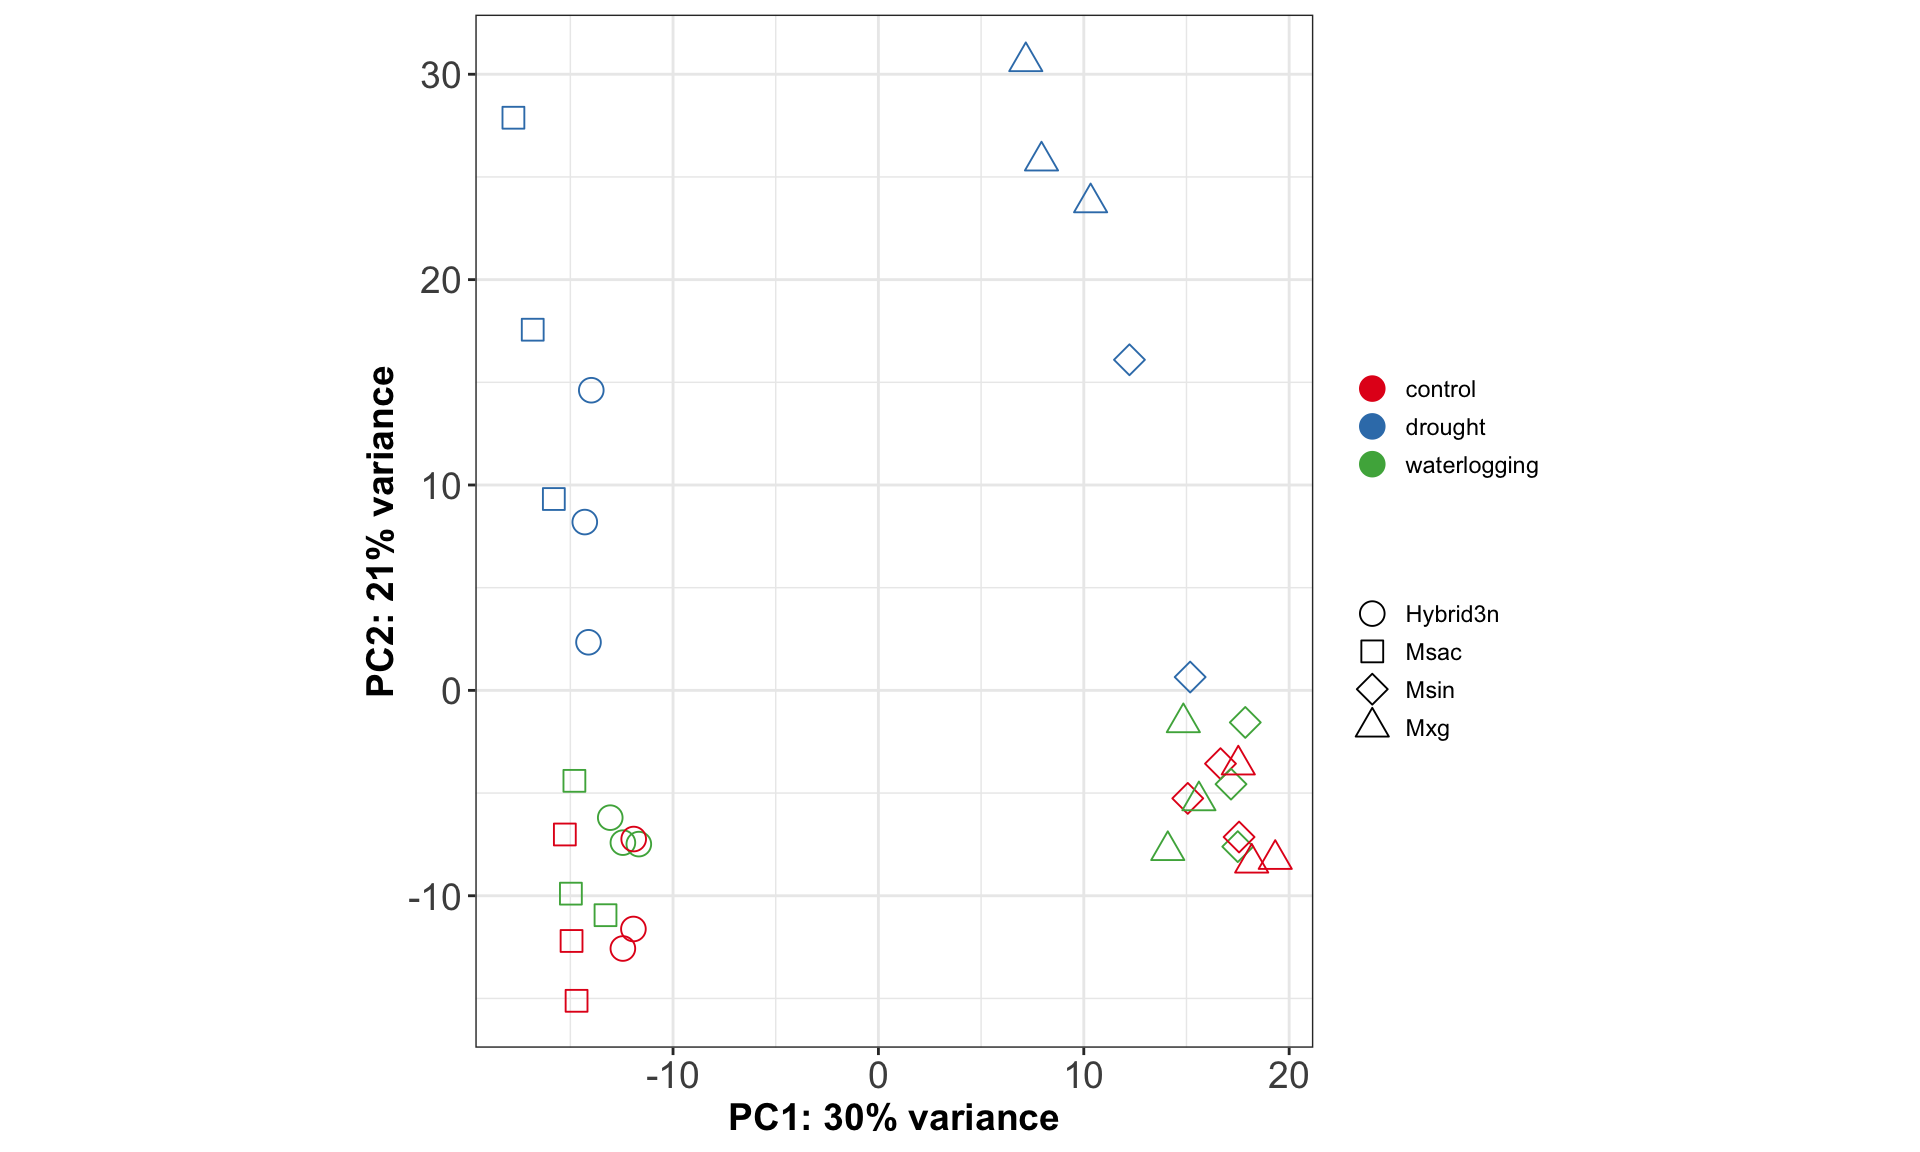 30
20
10
0
-10
-10
0
10
20
PC2: 21% variance
PC1: 30% variance
control
drought
waterlogging
Hybrid3n
Msac
Msin
Mxg